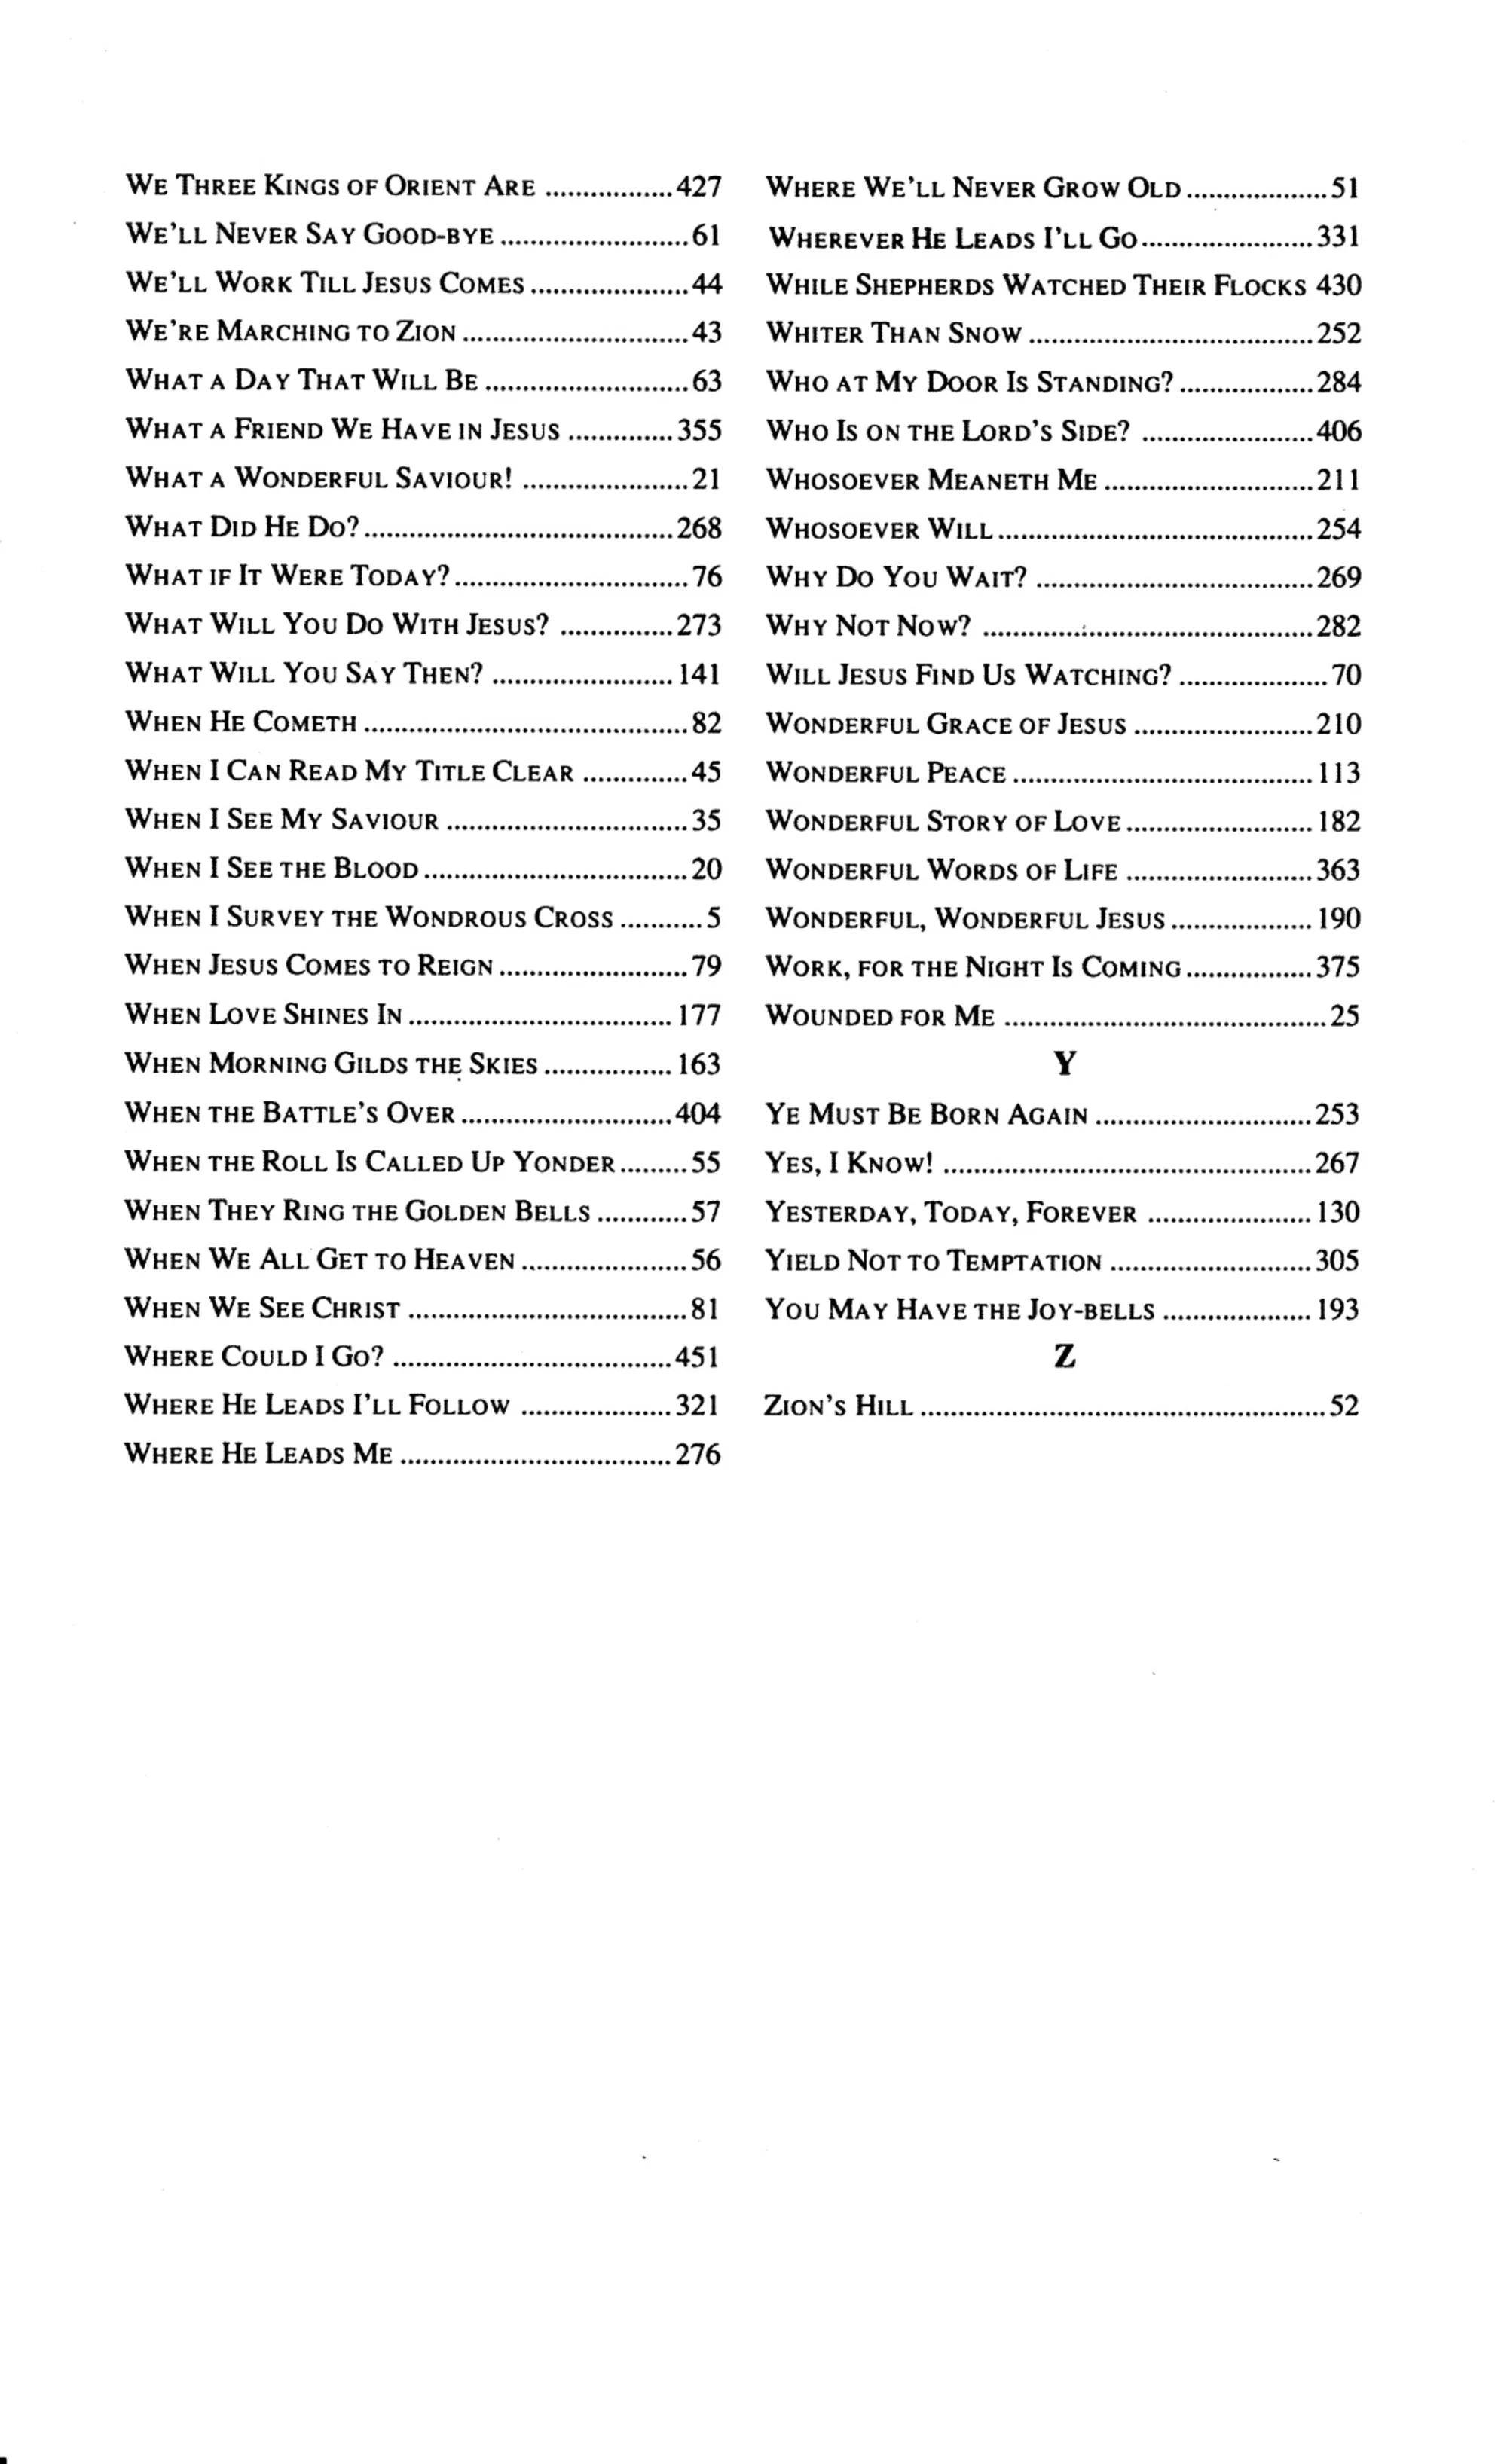 WE THREE KINGS OF ORIENT ARE .................427
WE'LL NEVER SAY GOOD-BYE .........................61
WE'LL WORK TILL JESUS COMES .....................44
WE'RE MARCHING TO ZION ..............................43
WHAT A DAY THAT WILL BE ...........................63
WHAT A FRIEND WE HAVE IN JESUS ..............355
WHAT A WONDERFUL SAVIOUR! ......................21
WHAT DID HE DO? .........................................268
WHAT IF IT WERE TODAY? ...............................76
WHAT WILL YOU DO WITH JESUS? ...............273
WHAT WILL YOU SAY THEN? ........................141
WHEN HE COMETH ...........................................82
WHEN I CAN READ MY TITLE CLEAR ..............45
WHEN I SEE MY SAVIOUR ................................35
WHEN I SEE THE BLOOD ...................................20
WHEN I SURVEY THE WONDROUS CROSS ...........5
WHEN JESUS COMES TO REIGN .........................79
WHEN LOVE SHINES IN ...................................177
WHEN MORNING GILDS THE SKIES .................163
WHEN THE BATTLE'S OVER ............................404
WHEN THE ROLL IS CALLED UP YONDER .........55
WHEN THEY RING THE GOLDEN BELLS ............57
WHEN WE ALL GET TO HEAVEN ......................56
WHEN WE SEE CHRIST .....................................81
WHERE COULD I GO? .....................................451
WHERE HE LEADS I'LL FOLLOW ....................321
WHERE HE LEADS ME ....................................276
WHERE WE'LL NEVER GROW OLD ...................51
WHEREVER HE LEADS I'LL GO .......................331
WHILE SHEPHERDS WATCHED THEIR FLOCKS 430
WHITER THAN SNOW ......................................252
WHO AT MY DOOR IS STANDING? ..................284
WHO IS ON THE LORD'S SIDE? .......................406
WHOSOEVER MEANETH ME ............................211
WHOSOEVER WILL ..........................................254
WHY DO YOU WAIT? .....................................269
WHY NOT NOW? ............................................282
WILL JESUS FIND US WATCHING? ....................70
WONDERFUL GRACE OF JESUS ........................210
WONDERFUL PEACE ........................................113
WONDERFUL STORY OF LOVE .........................182
WONDERFUL WORDS OF LIFE .........................363
WONDERFUL, WONDERFUL JESUS ...................190
WORK, FOR THE NIGHT IS COMING .................375
WOUNDED FOR ME ...........................................25
Y
YE MUST BE BORN AGAIN .............................253
YES, I KNOW! .................................................267
YESTERDAY, TODAY, FOREVER ......................130
YIELD NOT TO TEMPTATION ...........................305
YOU MAY HAVE THE JOY-BELLS ....................193
Z
ZION'S HILL ......................................................52